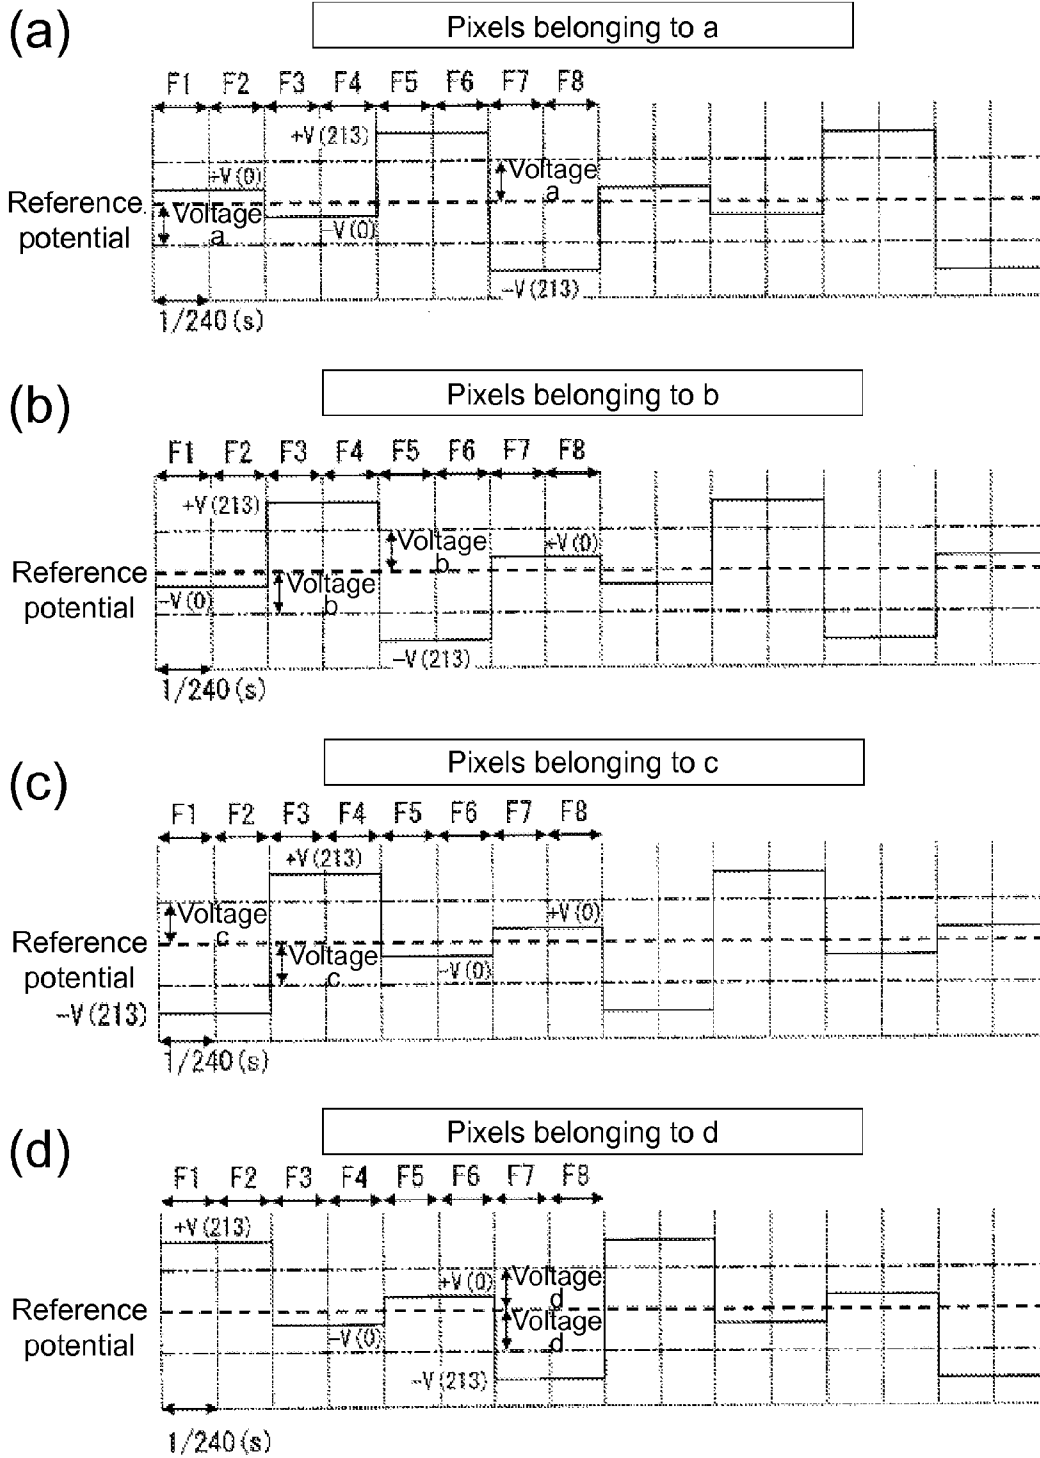 (a)
Pixels belonging to a
F1 F2 F3 F4 F5 F6 F7 F8
+V(213)
+V(0)
Voltage
a
Reference
potential
Voltage
a
−V(0)
−V(213)
1/240(s)
(b)
Pixels belonging to b
F1 F2 F3 F4 F5 F6 F7 F8
+V(213)
Voltage
b
+V(0)
Reference
potential
−V(0)
Voltage
b
−V(213)
1/240(s)
(c)
Pixels belonging to c
F1 F2 F3 F4 F5 F6 F7 F8
+V(213)
Voltage
c
+V(0)
Reference
potential
Voltage
c
−V(0)
−V(213)
1/240(s)
(d)
Pixels belonging to d
F1 F2 F3 F4 F5 F6 F7 F8
+V(213)
+V(0)
Voltage
d
Reference
potential
−V(0)
Voltage
d
−V(213)
1/240(s)